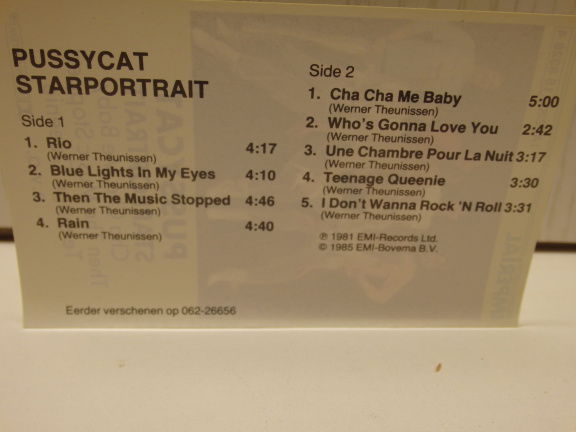 PUSSYCAT
STARPORTRAIT
Side 1
1. Rio 4:17
(Werner Theunissen)
2. Blue Lights In My Eyes 4:10
(Werner Theunissen)
3. Then The Music Stopped 4:46
(Werner Theunissen)
4. Rain 4:40
(Werner Theunissen)
Eerder verschenen op 062-26656
Side 2
1. Cha Cha Me Baby 5:00
(Werner Theunissen)
2. Who's Gonna Love You 2:42
(Werner Theunissen)
3. Une Chambre Pour La Nuit 3:17
(Werner Theunissen)
4. Teenage Queenie 3:30
(Werner Theunissen)
5. I Don't Wanna Rock 'N Roll 3:31
(Werner Theunissen)
℗ 1981 EMI-Records Ltd.
© 1985 EMI-Bovema B.V.